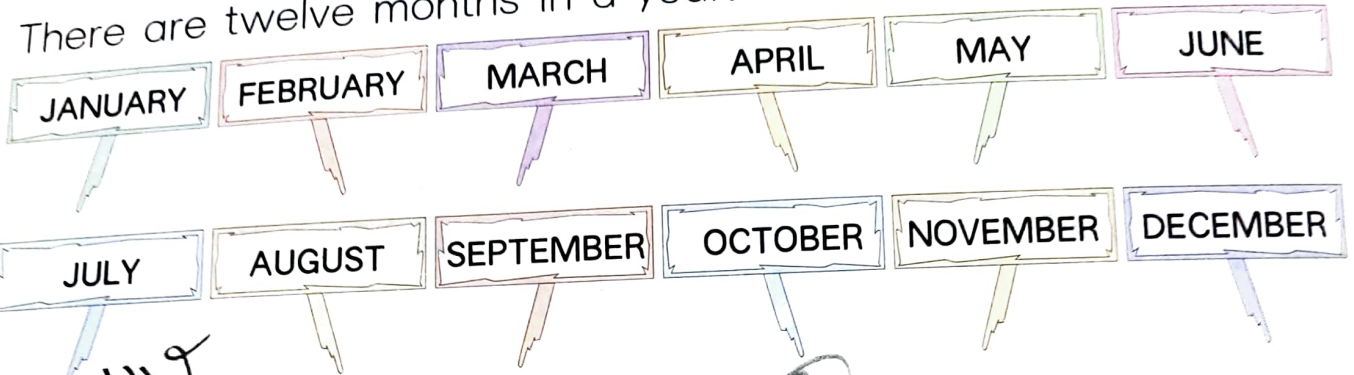 There are twelve months in a year
JANUARY FEBRUARY MARCH APRIL MAY JUNE
JULY AUGUST SEPTEMBER OCTOBER NOVEMBER DECEMBER